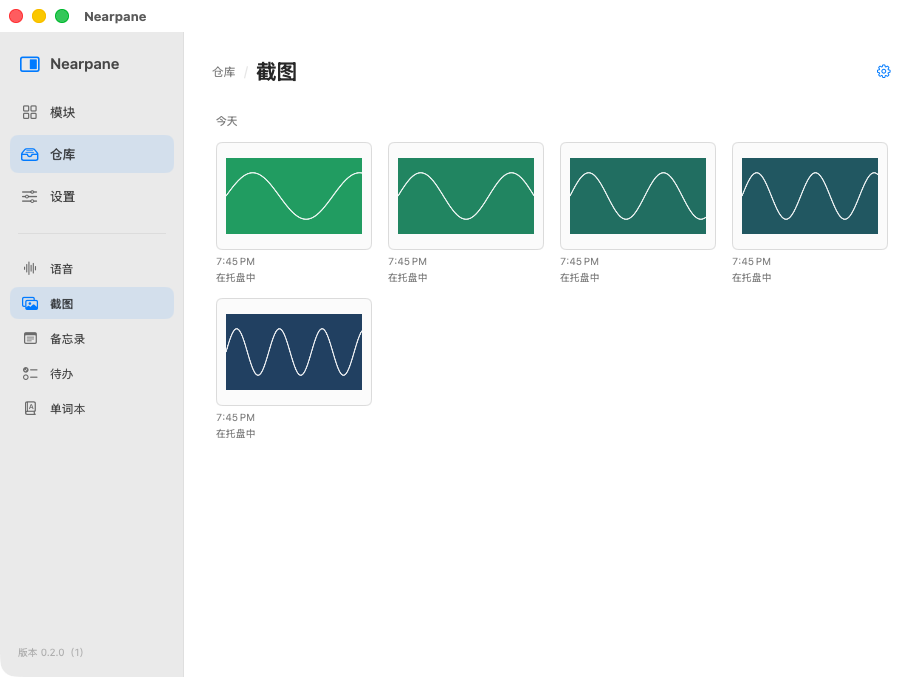 Nearpane
Nearpane
模块
仓库
设置
语音
截图
备忘录
待办
单词本
版本 0.2.0 (1)
仓库 / 截图
今天
7:45 PM
在托盘中
7:45 PM
在托盘中
7:45 PM
在托盘中
7:45 PM
在托盘中
7:45 PM
在托盘中